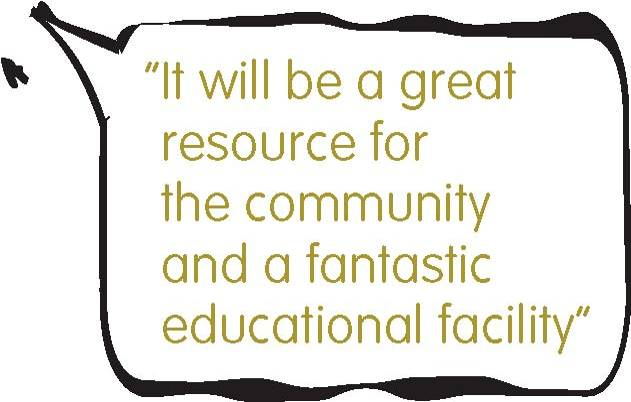 “It will be a great
resource for
the community
and a fantastic
educational facility”